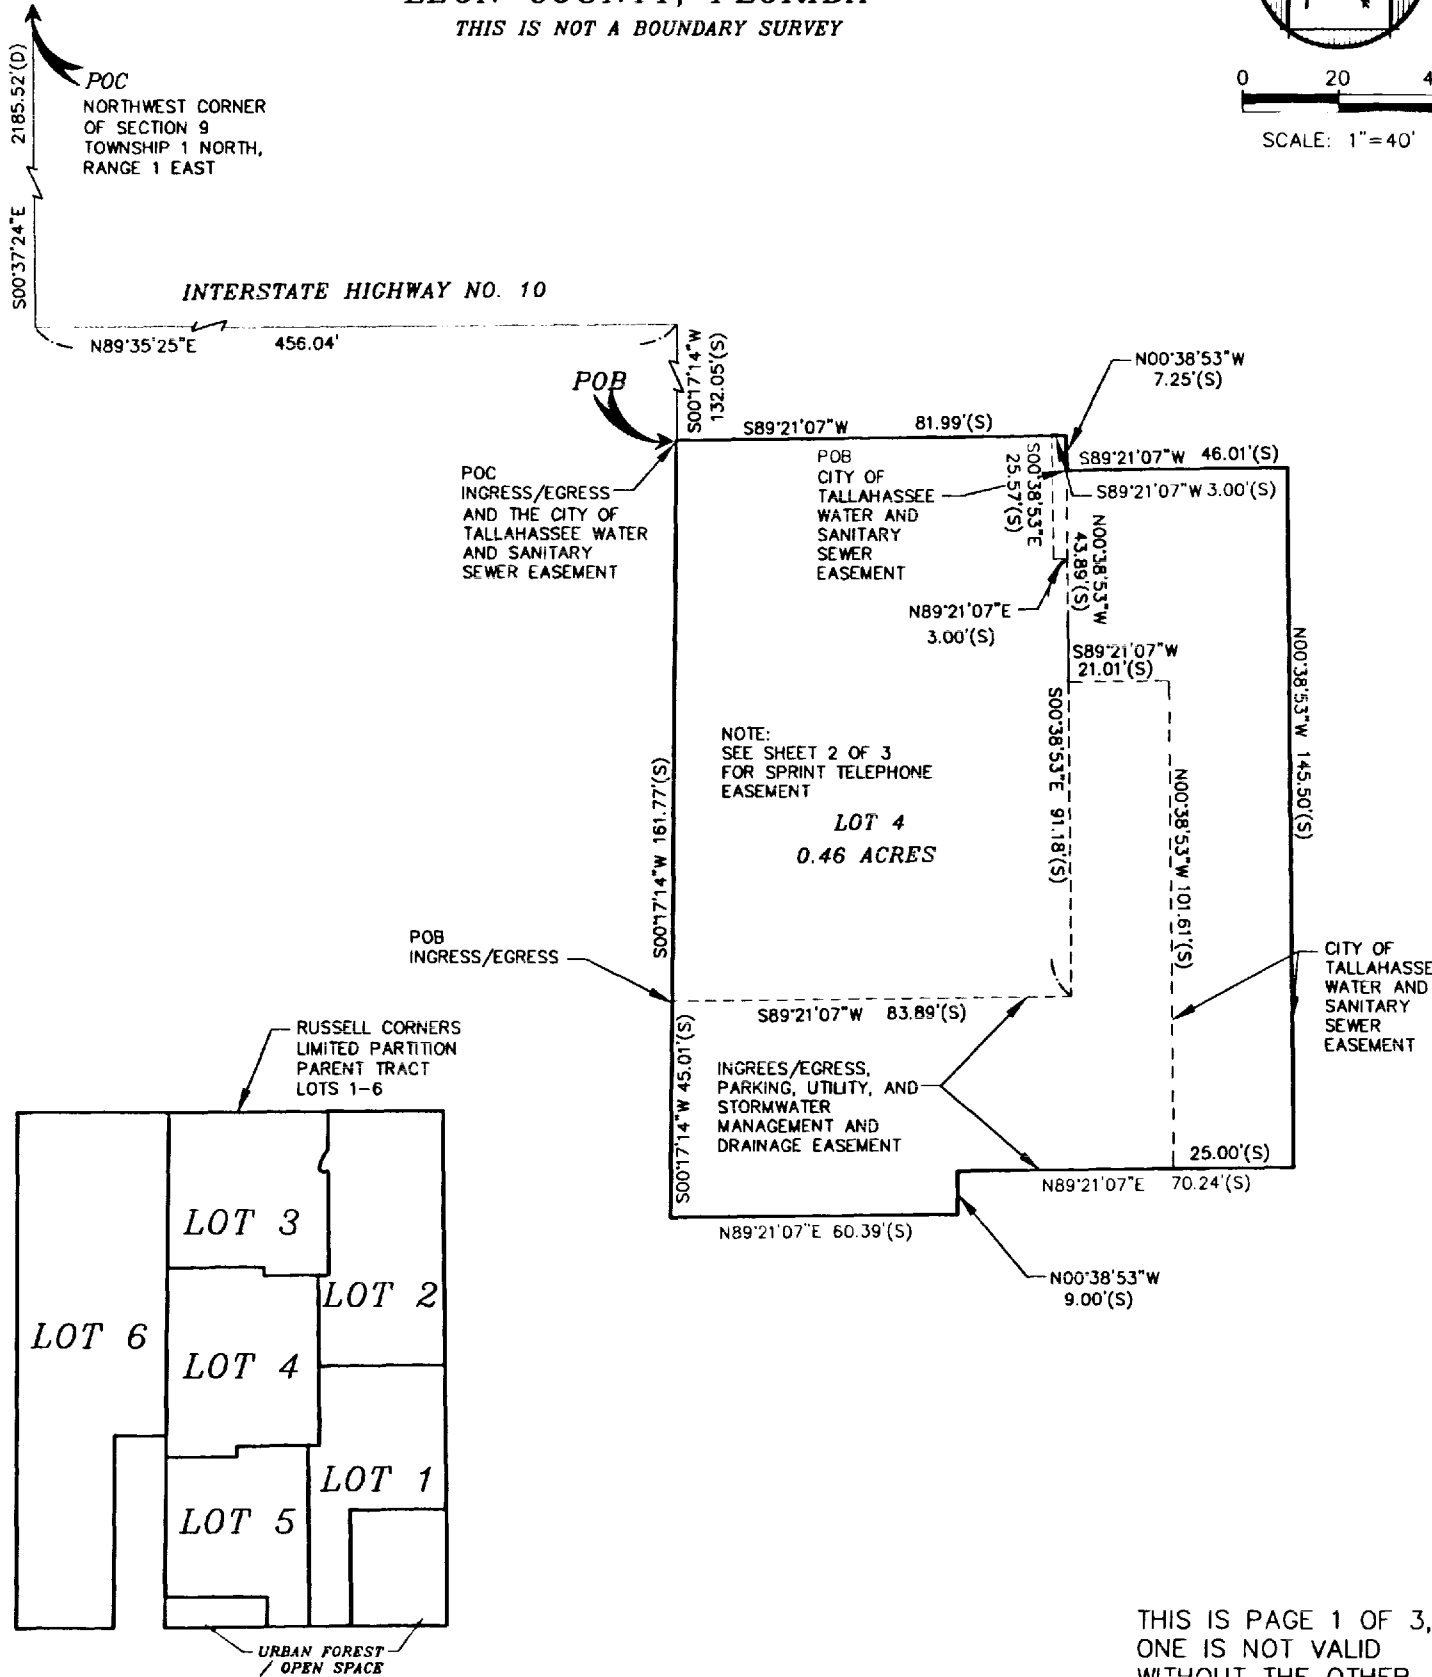 THIS IS NOT A BOUNDARY SURVEY
0 20
SCALE: 1"=40'
2185.52'(D)
S00°37'24"E
POC
NORTHWEST CORNER
OF SECTION 9
TOWNSHIP 1 NORTH,
RANGE 1 EAST
INTERSTATE HIGHWAY NO. 10
N89°35'25"E 456.04'
S00°17'14"W
132.05'(S)
POB
N00°38'53"W
7.25'(S)
S89°21'07"W 81.99'(S)
S89°21'07"W 46.01'(S)
S89°21'07"W 3.00'(S)
POC
INGRESS/EGRESS
AND THE CITY OF
TALLAHASSEE WATER
AND SANITARY
SEWER EASEMENT
POB
CITY OF
TALLAHASSEE
WATER AND
SANITARY
SEWER
EASEMENT
S00°38'53"E
25.57'(S)
N00°38'53"W
43.89'(S)
N89°21'07"E
3.00'(S)
S89°21'07"W
21.01'(S)
N00°38'53"W 145.50'(S)
NOTE:
SEE SHEET 2 OF 3
FOR SPRINT TELEPHONE
EASEMENT
LOT 4
0.46 ACRES
S00°17'14"W 161.77'(S)
S00°38'53"E 91.18'(S)
N00°38'53"W 101.61'(S)
POB
INGRESS/EGRESS
S89°21'07"W 83.89'(S)
CITY OF
TALLAHASSE
WATER AND
SANITARY
SEWER
EASEMENT
S00°17'14"W 45.01'(S)
INGREES/EGRESS,
PARKING, UTILITY, AND
STORMWATER
MANAGEMENT AND
DRAINAGE EASEMENT
25.00'(S)
N89°21'07"E 70.24'(S)
N89°21'07"E 60.39'(S)
N00°38'53"W
9.00'(S)
RUSSELL CORNERS
LIMITED PARTITION
PARENT TRACT
LOTS 1-6
LOT 3
LOT 2
LOT 6
LOT 4
LOT 1
LOT 5
URBAN FOREST
/ OPEN SPACE
THIS IS PAGE 1 OF 3,
ONE IS NOT VALID
WITHOUT THE OTHER